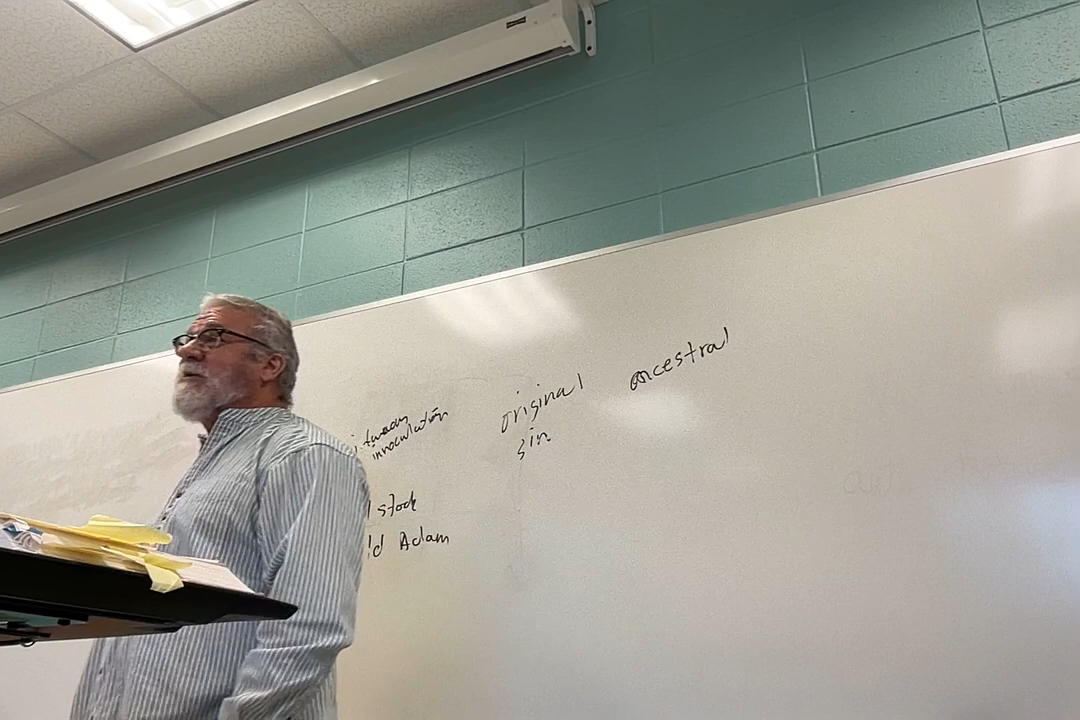 innoculation
stock
Adam
original
sin
ancestral